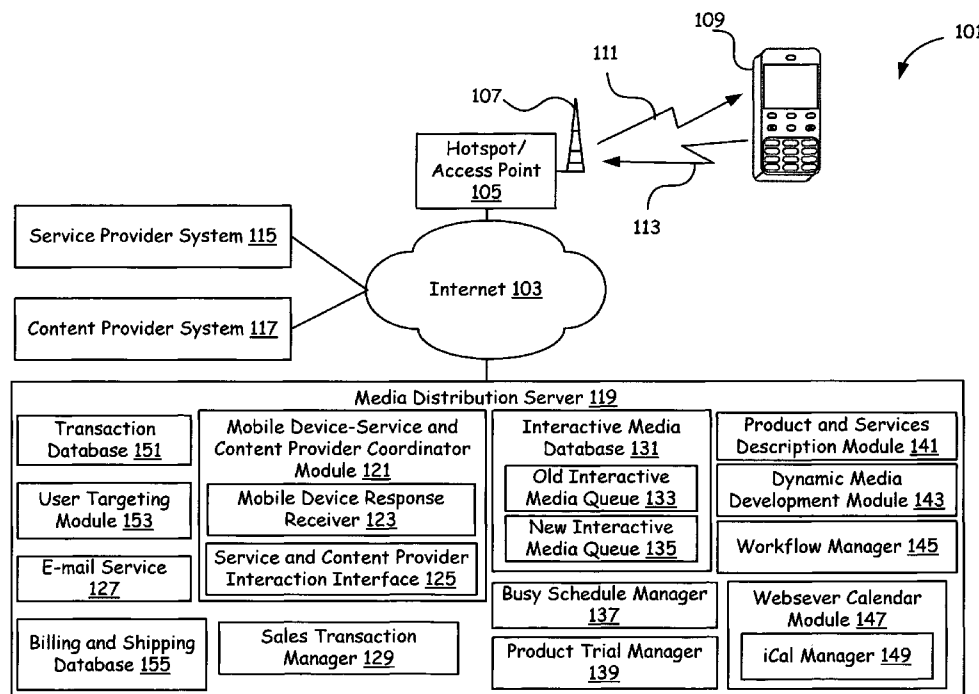 101
109
111
107
Hotspot/
Access Point
105
113
Service Provider System 115
Internet 103
Content Provider System 117
Media Distribution Server 119
Transaction
Database 151
User Targeting
Module 153
E-mail Service
127
Billing and Shipping
Database 155
Mobile Device-Service and
Content Provider Coordinator
Module 121
Mobile Device Response
Receiver 123
Service and Content Provider
Interaction Interface 125
Sales Transaction
Manager 129
Interactive Media
Database 131
Old Interactive
Media Queue 133
New Interactive
Media Queue 135
Busy Schedule Manager
137
Product Trial Manager
139
Product and Services
Description Module 141
Dynamic Media
Development Module 143
Workflow Manager 145
Websever Calendar
Module 147
iCal Manager 149